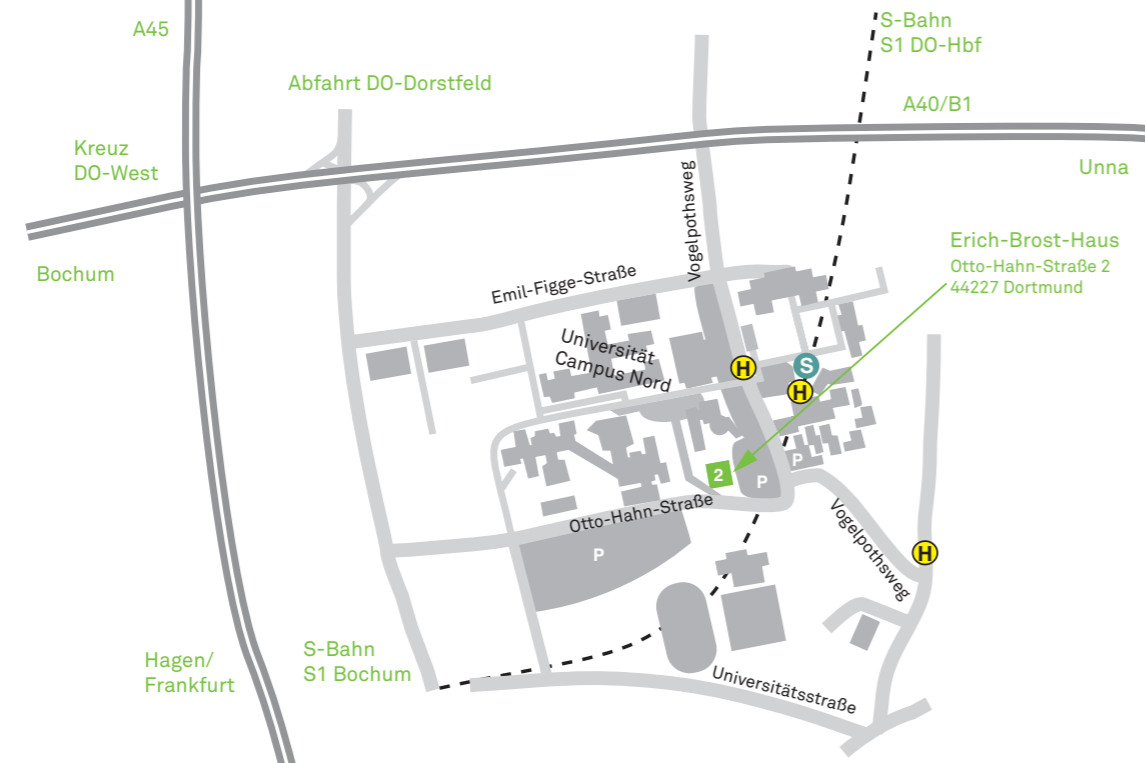 A45
S-Bahn
S1 DO-Hbf
Abfahrt DO-Dorstfeld
A40/B1
Kreuz
DO-West
Unna
Vogelpothsweg
Erich-Brost-Haus
Otto-Hahn-Straße 2
44227 Dortmund
Bochum
Emil-Figge-Straße
Universität
Campus Nord
H
S
H
P
2
P
Otto-Hahn-Straße
Vogelpothsweg
P
H
Hagen/
Frankfurt
S-Bahn
S1 Bochum
Universitätsstraße